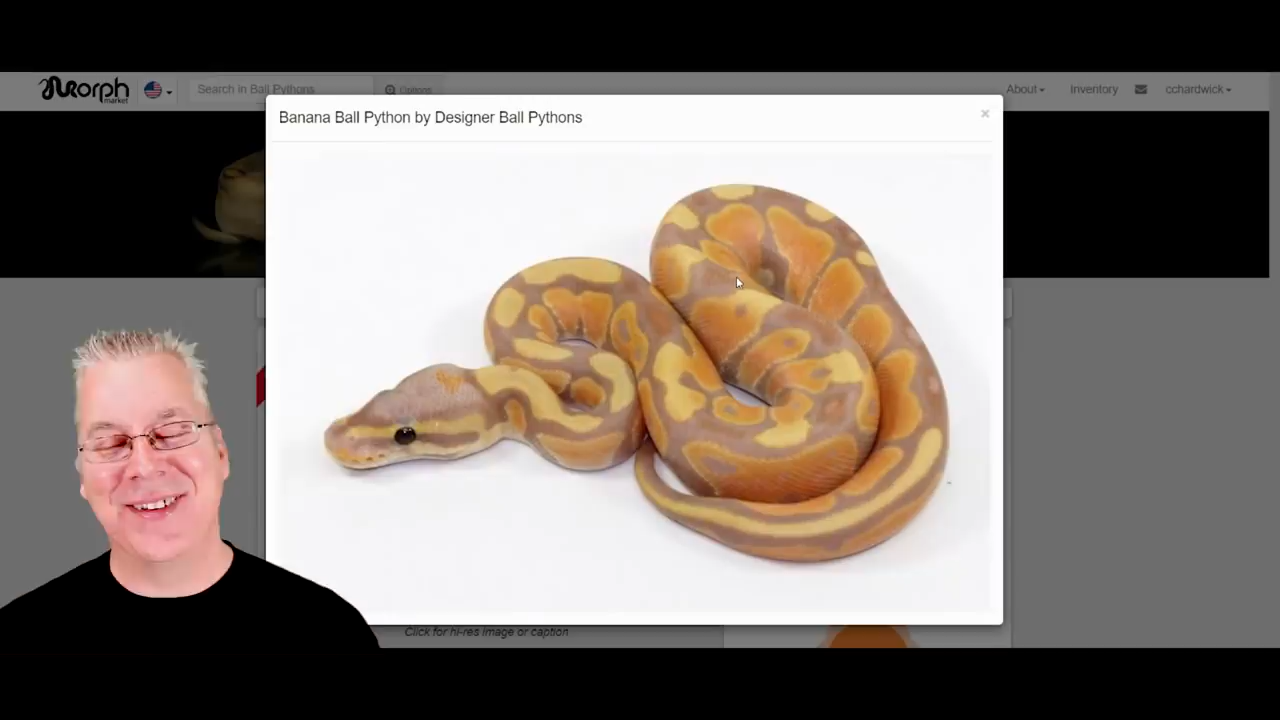 Morph
market
Search in Ball Pythons
Options
About
Inventory
cchardwick
Banana Ball Python by Designer Ball Pythons
×
Click for hi-res image or caption